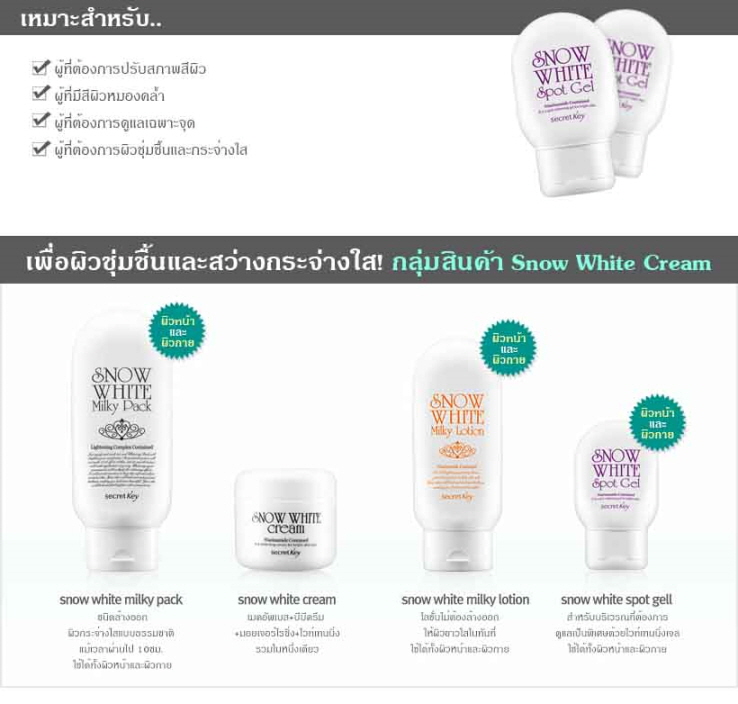 เหมาะสำหรับ..
ผู้ที่ต้องการปรับสภาพสีผิว
ผู้ที่มีสีผิวหมองคล้ำ
ผู้ที่ต้องการดูแลเฉพาะจุด
ผู้ที่ต้องการผิวชุ่มชื้นและกระจ่างใส
SNOW
WHITE
Spot Gel
Niacinamide Contained
secret Key
SNOW
WHITE
Spot Gel
Key
เพื่อผิวชุ่มชื้นและสว่างกระจ่างใส! กลุ่มสินค้า Snow White Cream
ผิวหน้า
และ
ผิวกาย
SNOW
WHITE
Milky Pack
Lightening Complex Contained!
secret Key
SNOW WHITE
cream
Niacinamide Contained!
secret Key
ผิวหน้า
และ
ผิวกาย
SNOW
WHITE
Milky Lotion
Niacinamide Contained!
secret Key
ผิวหน้า
และ
ผิวกาย
SNOW
WHITE
Spot Gel
Niacinamide Contained!
secret Key
snow white milky pack
ชนิดล้างออก
ผิวกระจ่างใสแบบธรรมชาติ
แม้เวลาผ่านไป 10ชม.
ใช้ได้ทั้งผิวหน้าและผิวกาย
snow white cream
เมคอัพเบส+บีบีครีม
+มอยเจอร์ไรซิ่ง+ไวท์เทนนิ่ง
รวมในหนึ่งเดียว
snow white milky lotion
โลชั่นไม่ต้องล้างออก
ให้ผิวขาวใสในทันที
ใช้ได้ทั้งผิวหน้าและผิวกาย
snow white spot gell
สำหรับบริเวณที่ต้องการ
ดูแลเป็นพิเศษด้วยไวท์เทนนิ่งเจล
ใช้ได้ทั้งผิวหน้าและผิวกาย